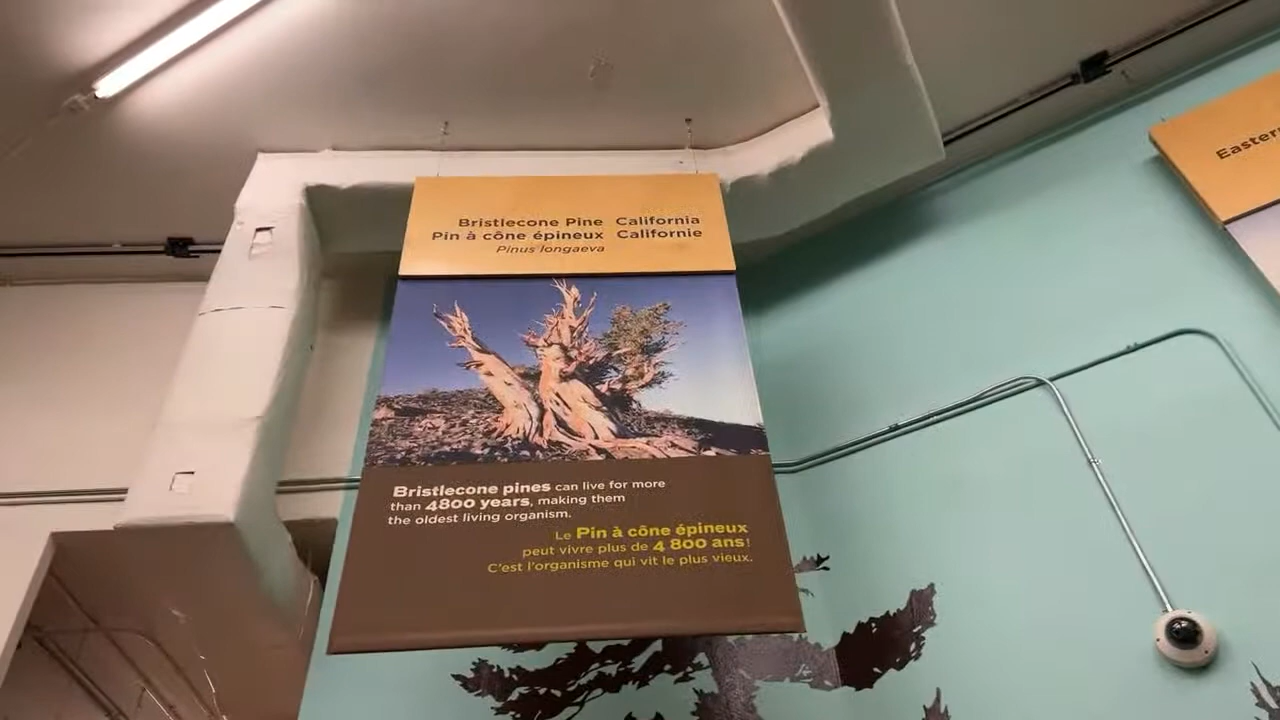 Bristlecone Pine California
Pin à cône épineux Californie
Pinus longaeva
Bristlecone pines can live for more
than 4800 years, making them
the oldest living organism.
Le Pin à cône épineux
peut vivre plus de 4 800 ans!
C'est l'organisme qui vit le plus vieux.
Eastern